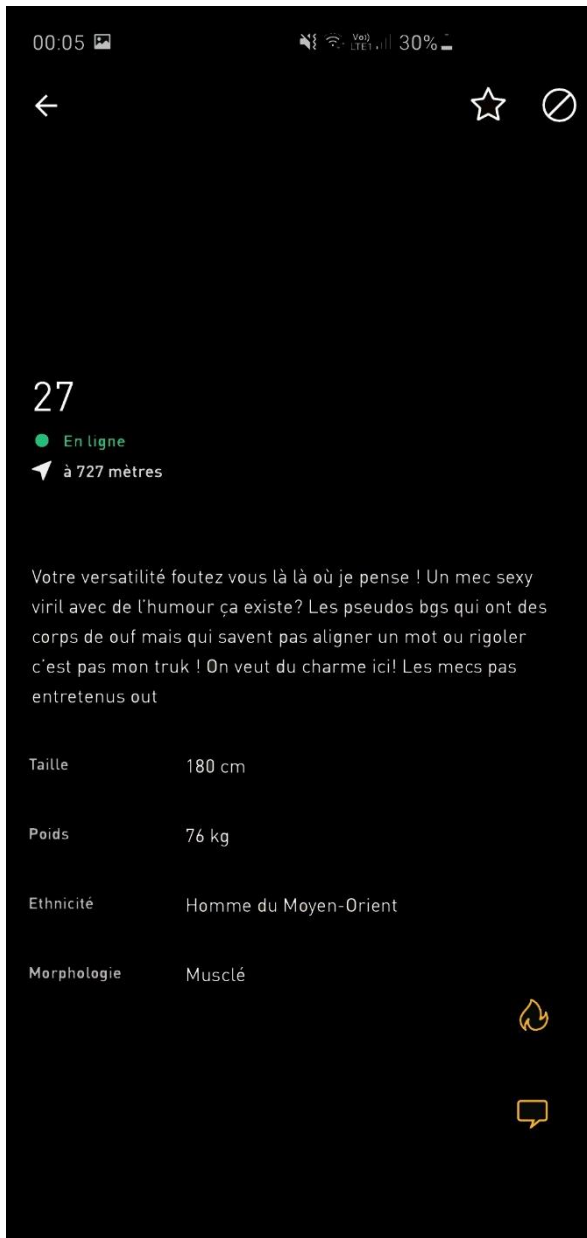 00:05
Vo))
LTE1
30%
27
En ligne
à 727 mètres
Votre versatilité foutez vous là là où je pense ! Un mec sexy
viril avec de l'humour ça existe? Les pseudos bgs qui ont des
corps de ouf mais qui savent pas aligner un mot ou rigoler
c'est pas mon truk ! On veut du charme ici! Les mecs pas
entretenus out
Taille 180 cm
Poids 76 kg
Ethnicité Homme du Moyen-Orient
Morphologie Musclé